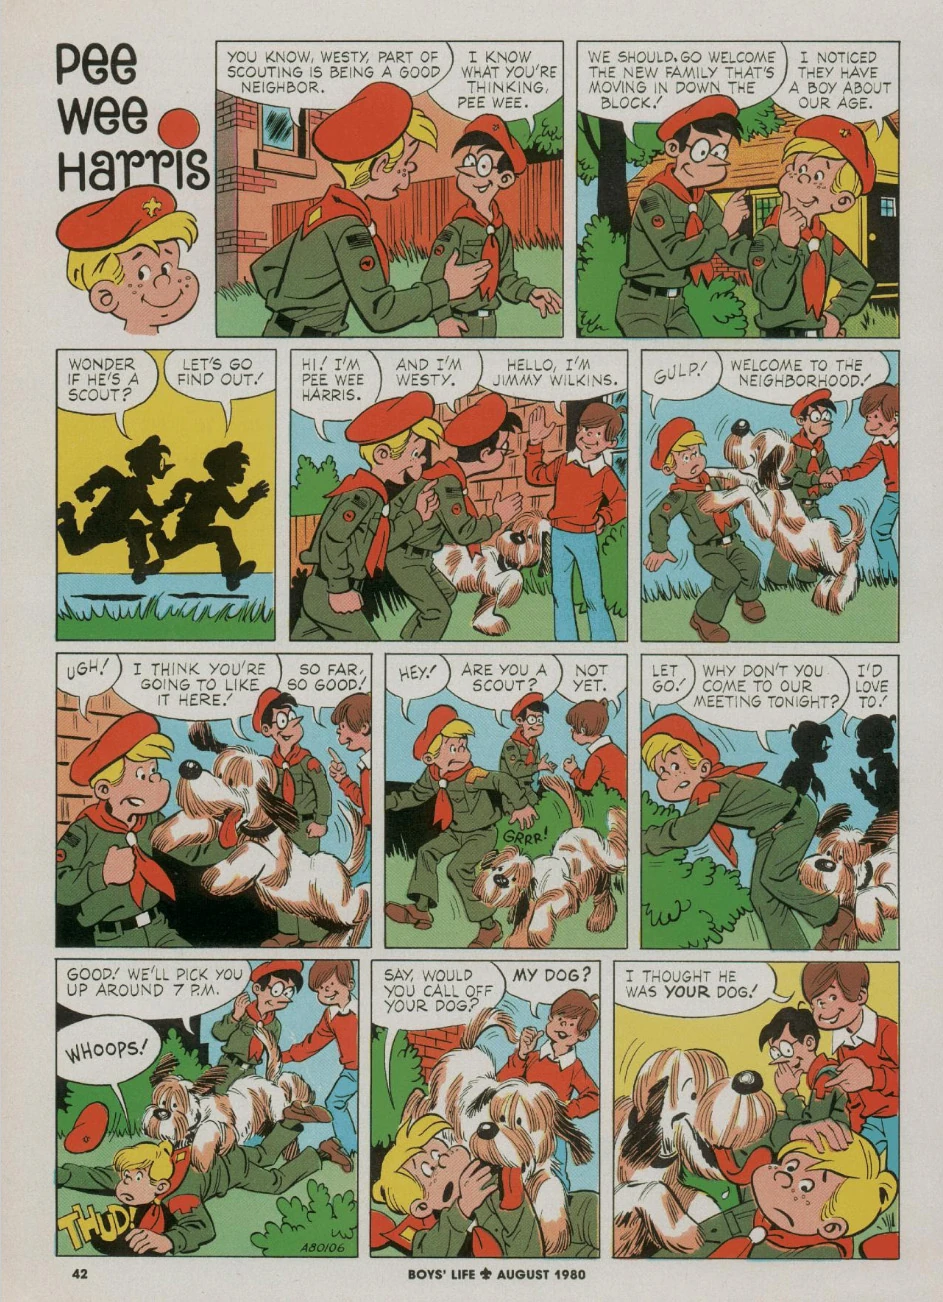 Pee
Wee
Harris
YOU KNOW, WESTY, PART OF
SCOUTING IS BEING A GOOD
NEIGHBOR.
I KNOW
WHAT YOU'RE
THINKING,
PEE WEE.
WE SHOULD.GO WELCOME
THE NEW FAMILY THAT'S
MOVING IN DOWN THE
BLOCK!
I NOTICED
THEY HAVE
A BOY ABOUT
OUR AGE.
WONDER
IF HE'S A
SCOUT?
LET'S GO
FIND OUT!
HI! I'M
PEE WEE
HARRIS.
AND I'M
WESTY.
HELLO, I'M
JIMMY WILKINS.
GULP!
WELCOME TO THE
NEIGHBORHOOD!
UGH!
I THINK YOU'RE
GOING TO LIKE
IT HERE!
SO FAR,
SO GOOD!
HEY!
ARE YOU A
SCOUT?
NOT
YET.
GRRR!
LET
GO!
WHY DON'T YOU
COME TO OUR
MEETING TONIGHT?
I'D
LOVE
TO!
GOOD! WE'LL PICK YOU
UP AROUND 7 P.M.
WHOOPS!
THUD!
A80106
SAY, WOULD
YOU CALL OFF
YOUR DOG?
MY DOG?
I THOUGHT HE
WAS YOUR DOG!
42
BOYS' LIFE ⚜ AUGUST 1980